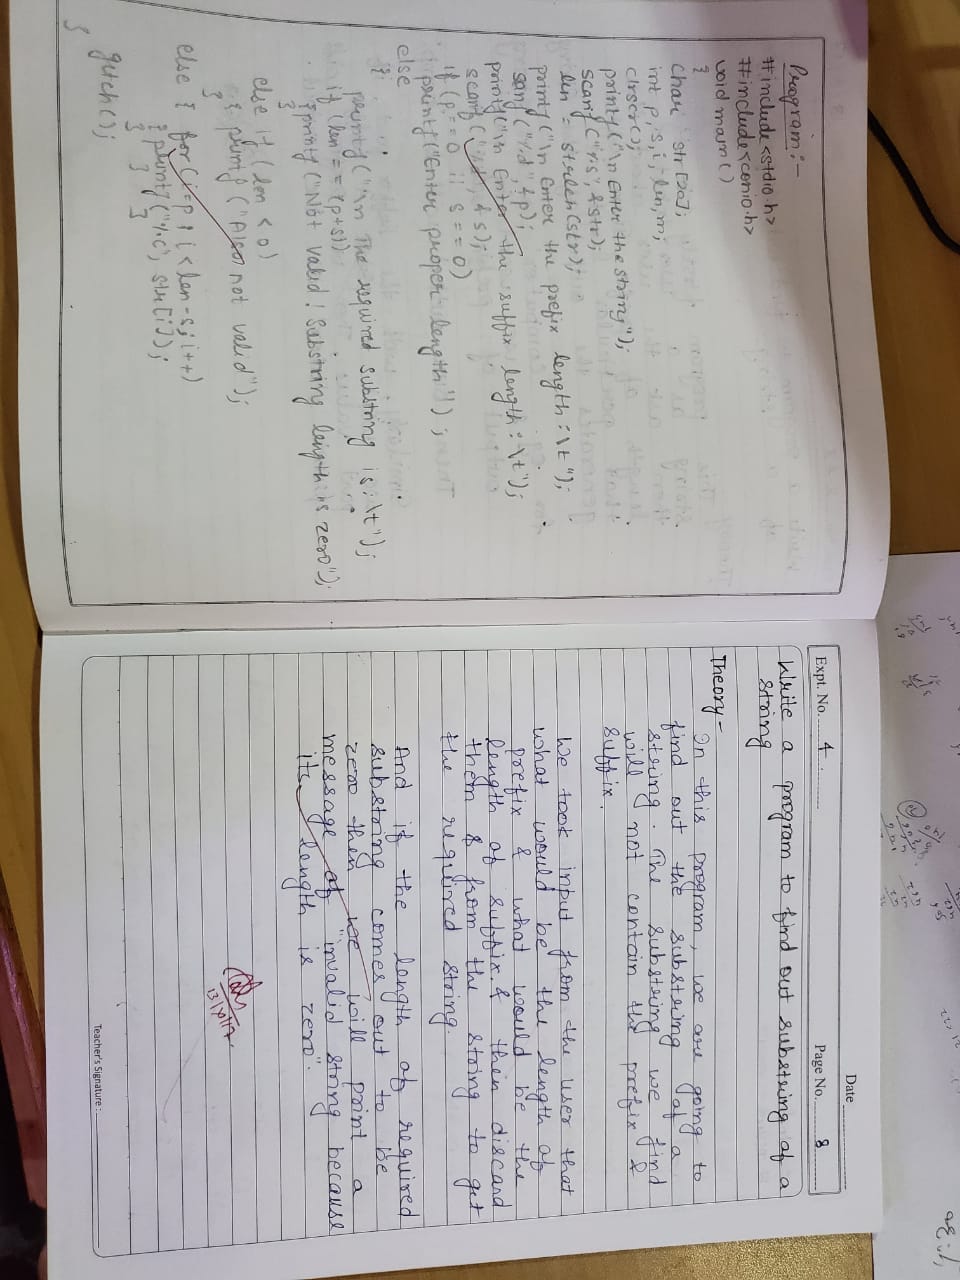 Program:-
#include <stdio.h>
#include <conio.h>
void main()
{
char str[20];
int p, s, i, len, m;
clrscr();
printf("\n Enter the string");
scanf("%s", &str);
len = strlen(str);
printf("\n Enter the prefix length:\t");
scanf("%d", &p);
printf("\n Enter the suffix length:\t");
scanf("%d", &s);
if (p==0 || s==0)
printf("Enter proper length");
else
{
printf("\n The required substring is:\t");
if (len == (p+s))
{ printf("Not valid! Substring length is zero");
}
else if (len < 0)
{ printf("Also not valid");
}
else { for (i=p; i<len-s; i++)
{ printf("%c", str[i]);
} }
getch();
}
Date
Expt. No. 4
Page No. 8
Write a program to find out substring of a
string
Theory-
In this program, we are going to
find out the substring of a
string. The substring we find
will not contain the prefix &
suffix.
We took input from the user that
what would be the length of
prefix & what would be the
length of suffix. & then discard
them & from the string to get
the required string.
And if the length of required
substring comes out to be
zero then we will print a
message of "invalid string because
its length is zero".
13/10/17
Teacher's Signature: